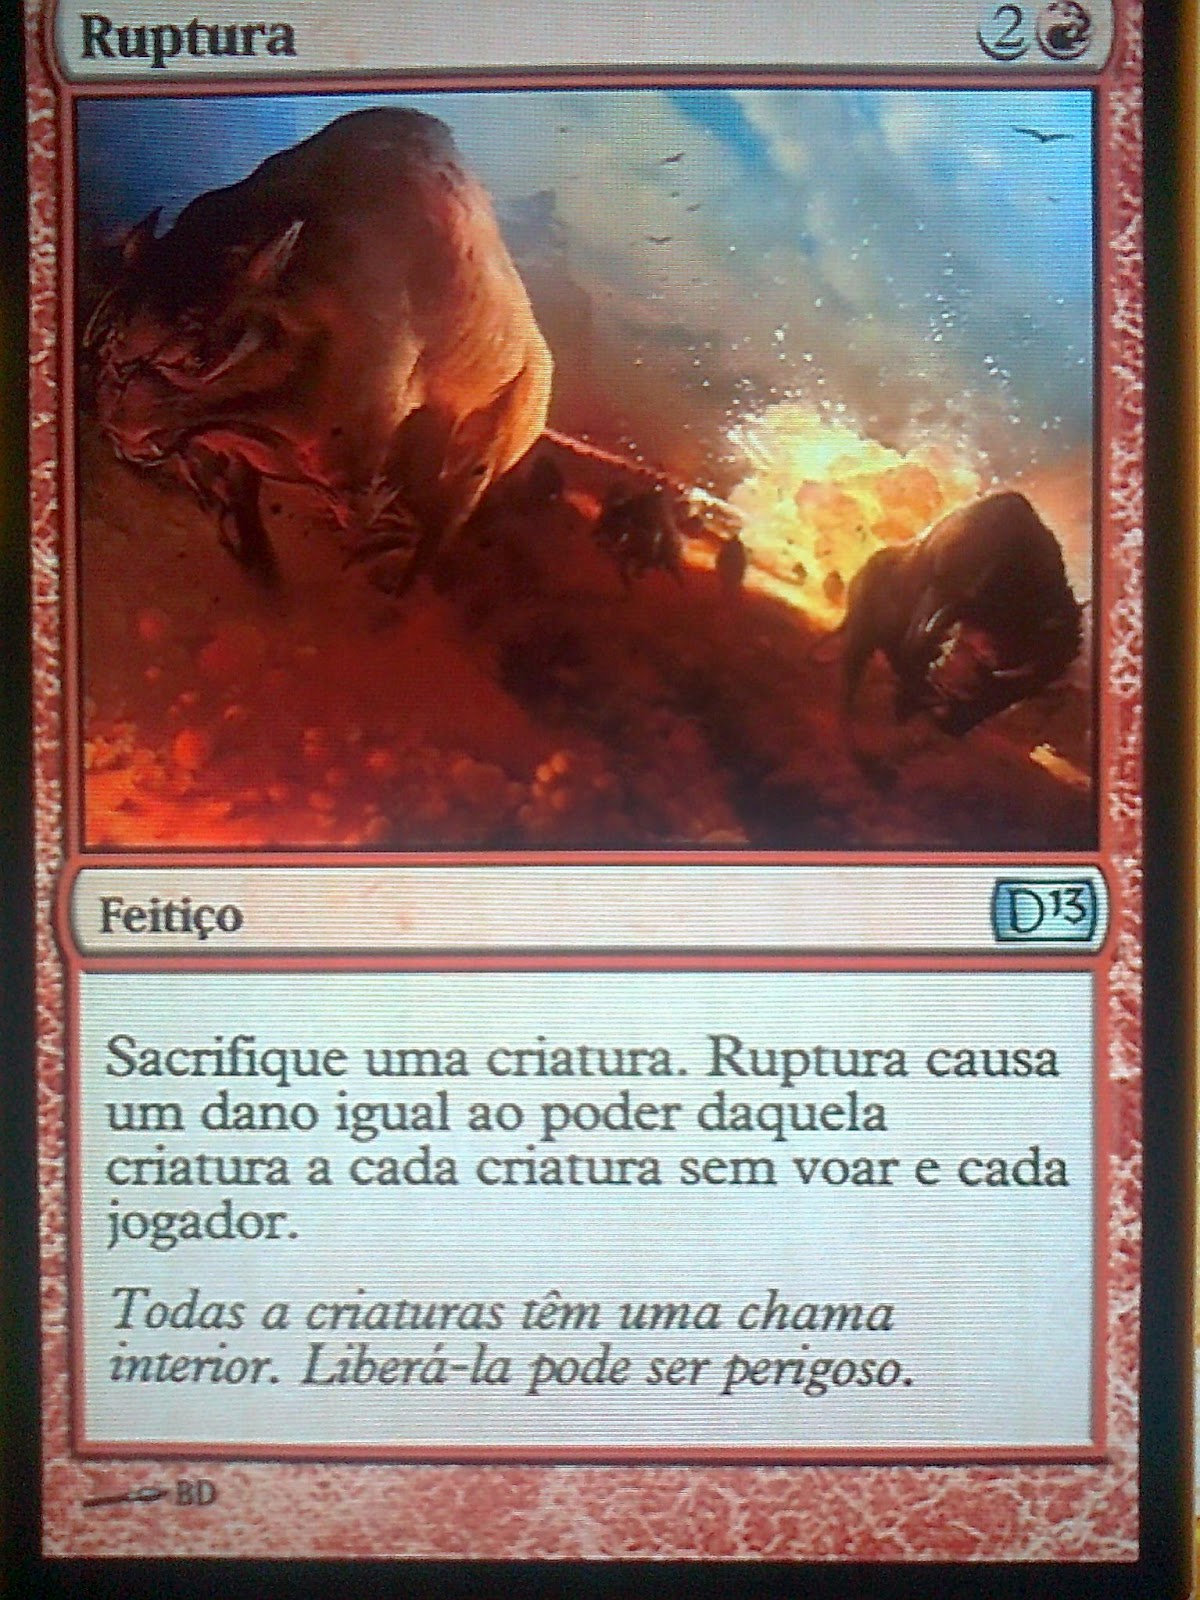 Ruptura 2
Feitiço D13
Sacrifique uma criatura. Ruptura causa
um dano igual ao poder daquela
criatura a cada criatura sem voar e cada
jogador.
Todas a criaturas têm uma chama
interior. Liberá-la pode ser perigoso.
BD